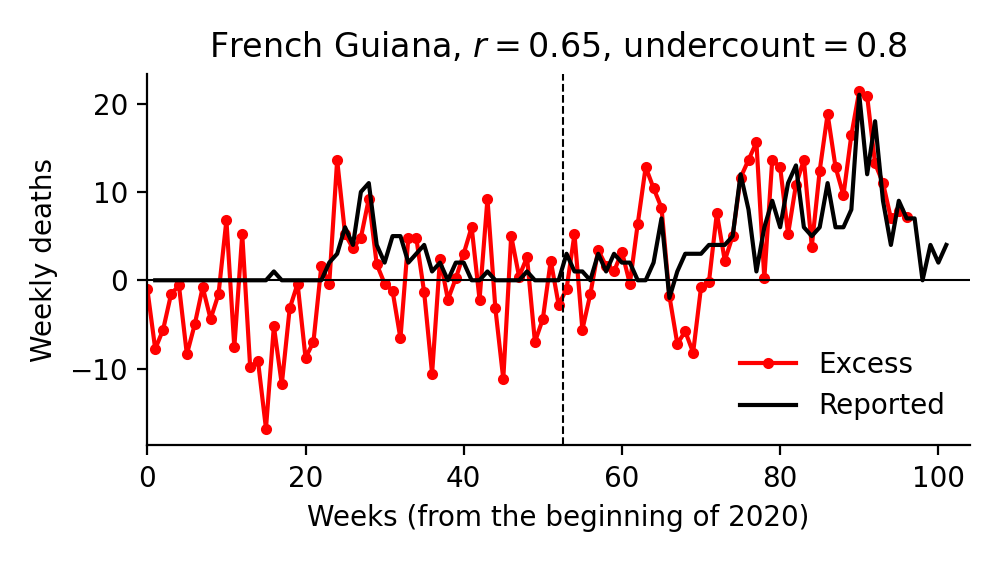 French Guiana, r = 0.65, undercount = 0.8
Weekly deaths
20
10
0
−10
Excess
Reported
0 20 40 60 80 100
Weeks (from the beginning of 2020)